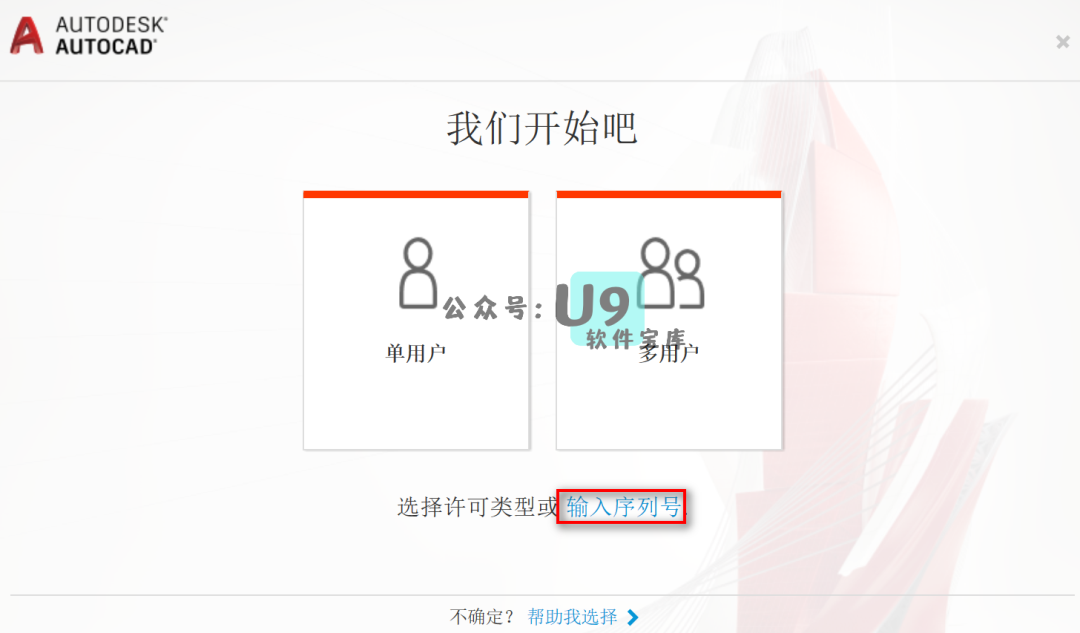 AUTODESK®
AUTOCAD®
我们开始吧
公众号：U9
软件宝库
单用户
多用户
选择许可类型或 输入序列号.
不确定？ 帮助我选择